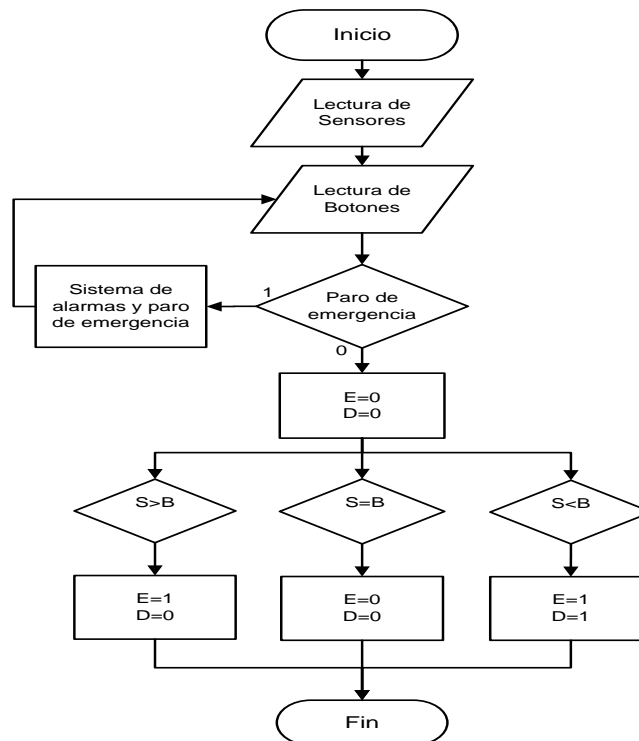 Inicio
Lectura de
Sensores
Lectura de
Botones
Sistema de
alarmas y paro
de emergencia
1
Paro de
emergencia
0
E=0
D=0
S>B
S=B
S<B
E=1
D=0
E=0
D=0
E=1
D=1
Fin